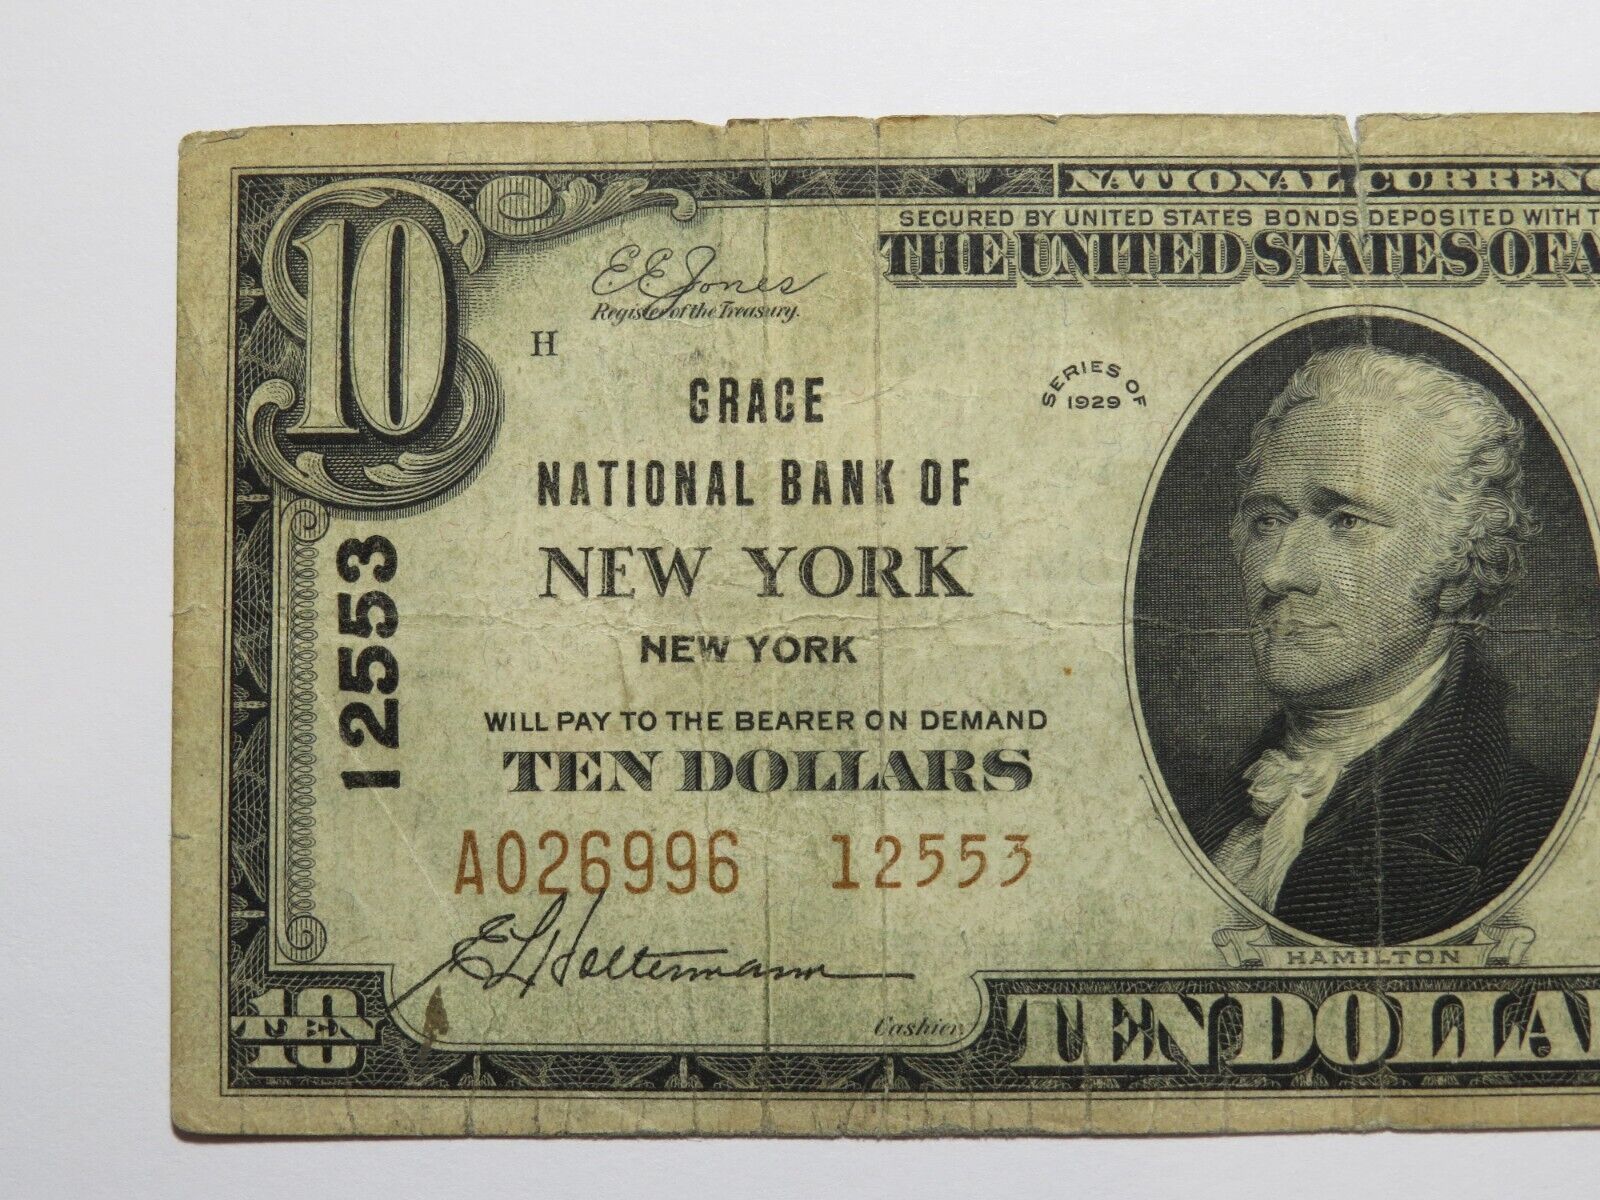 NATIONAL CURREN
SECURED BY UNITED STATES BONDS DEPOSITED WITH T
THE UNITED STATES OF A
10
E.E. Jones
Register of the Treasury.
H
SERIES OF
1929
GRACE
NATIONAL BANK OF
NEW YORK
NEW YORK
WILL PAY TO THE BEARER ON DEMAND
TEN DOLLARS
12553
A026996 12553
E L Haltermann
Cashier.
HAMILTON
10
TEN
TEN DOLLA